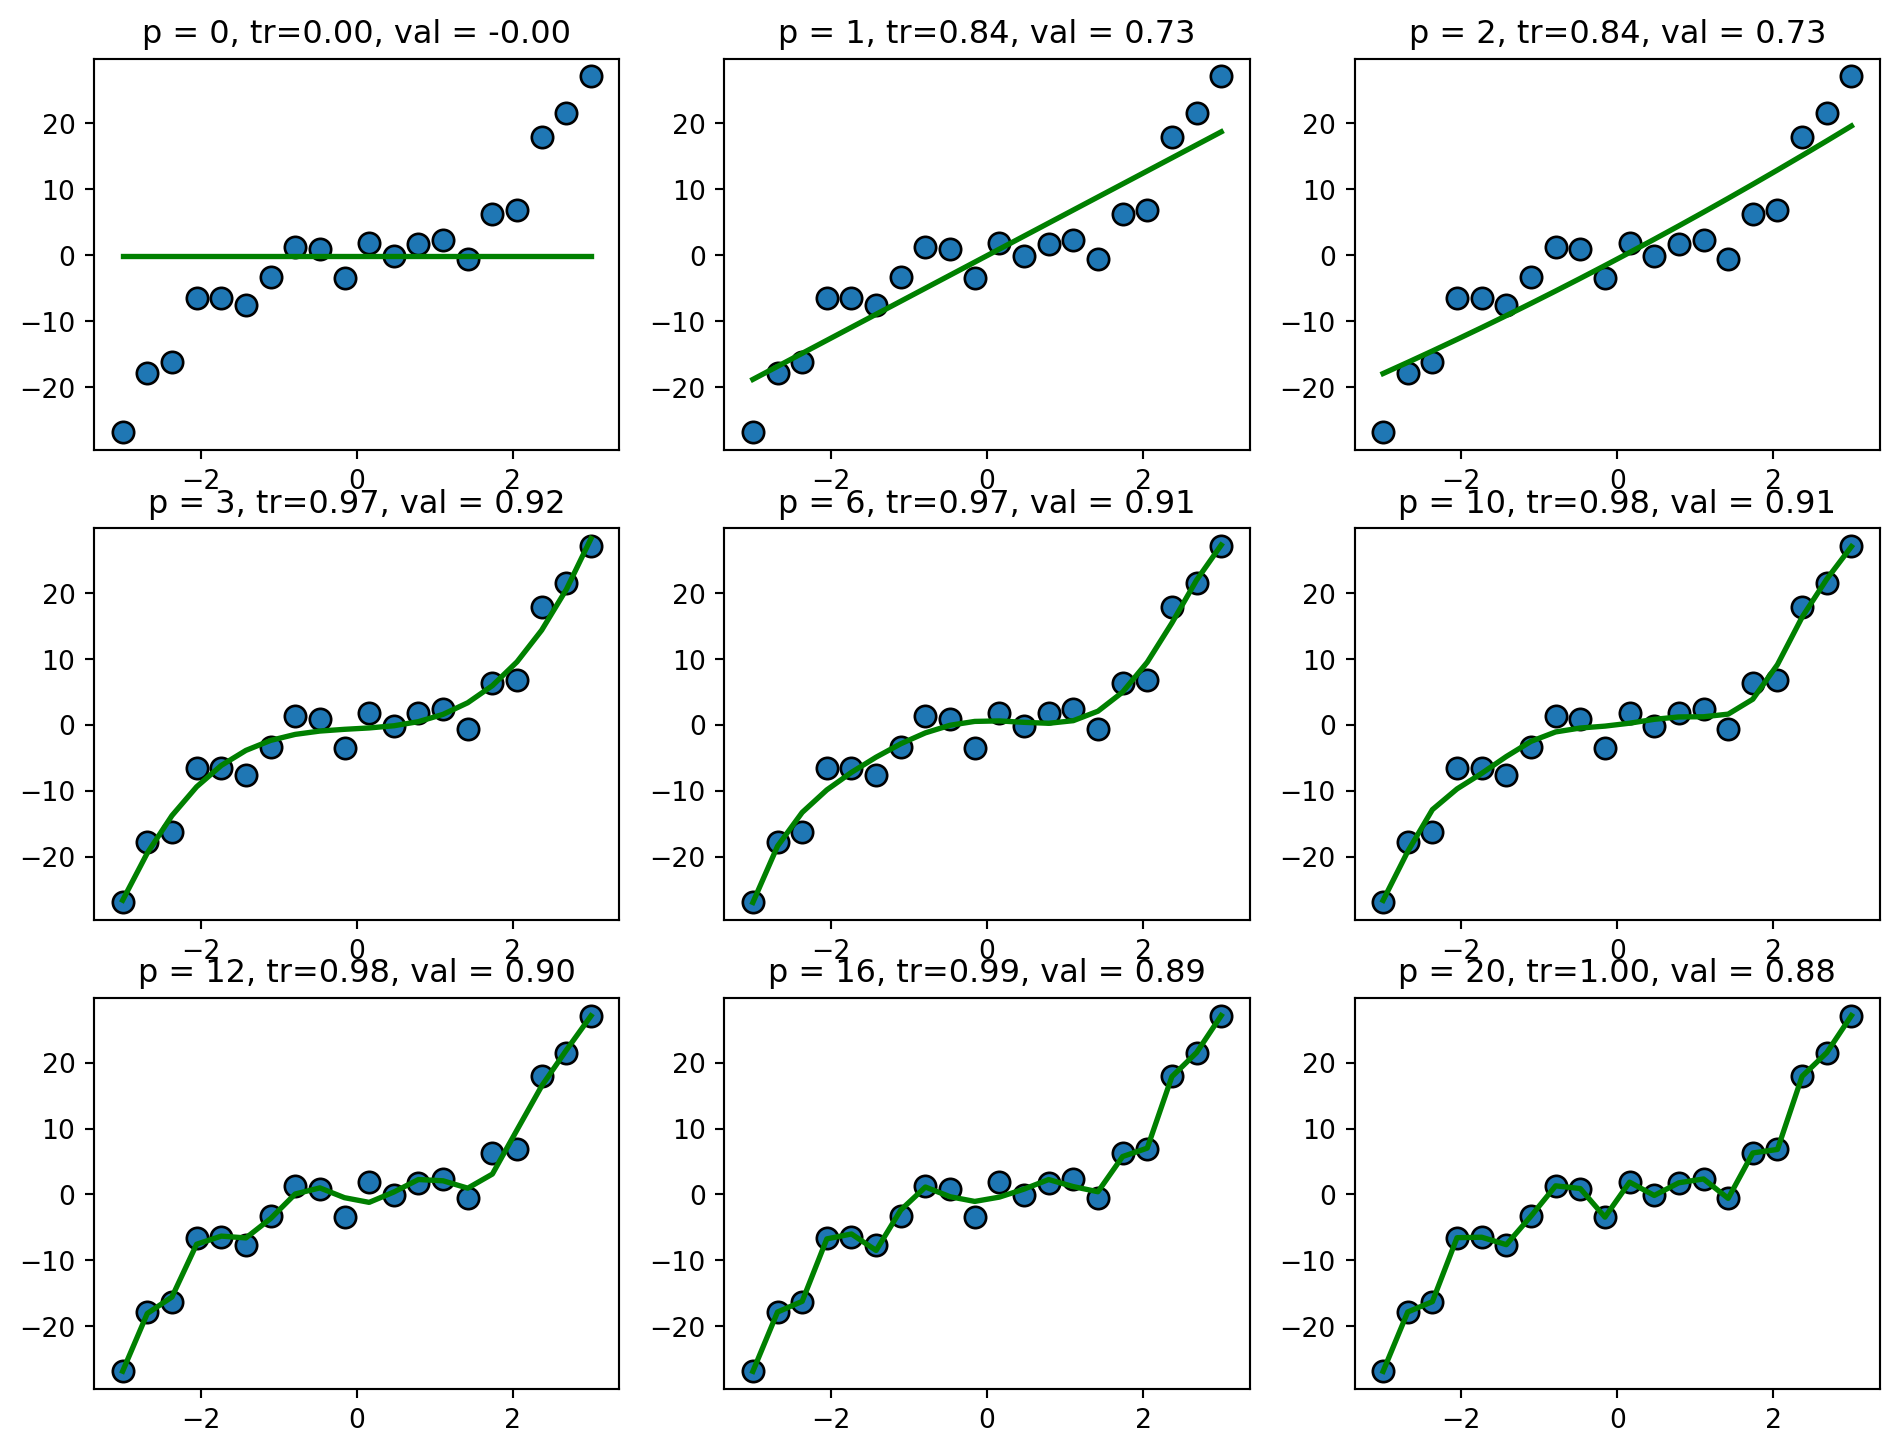 p = 0, tr=0.00, val = -0.00
p = 1, tr=0.84, val = 0.73
p = 2, tr=0.84, val = 0.73
20
10
0
−10
−20
−2 0 2
20
10
0
−10
−20
−2 0 2
20
10
0
−10
−20
−2 0 2
p = 3, tr=0.97, val = 0.92
p = 6, tr=0.97, val = 0.91
p = 10, tr=0.98, val = 0.91
20
10
0
−10
−20
−2 0 2
20
10
0
−10
−20
−2 0 2
20
10
0
−10
−20
−2 0 2
p = 12, tr=0.98, val = 0.90
p = 16, tr=0.99, val = 0.89
p = 20, tr=1.00, val = 0.88
20
10
0
−10
−20
−2 0 2
20
10
0
−10
−20
−2 0 2
20
10
0
−10
−20
−2 0 2